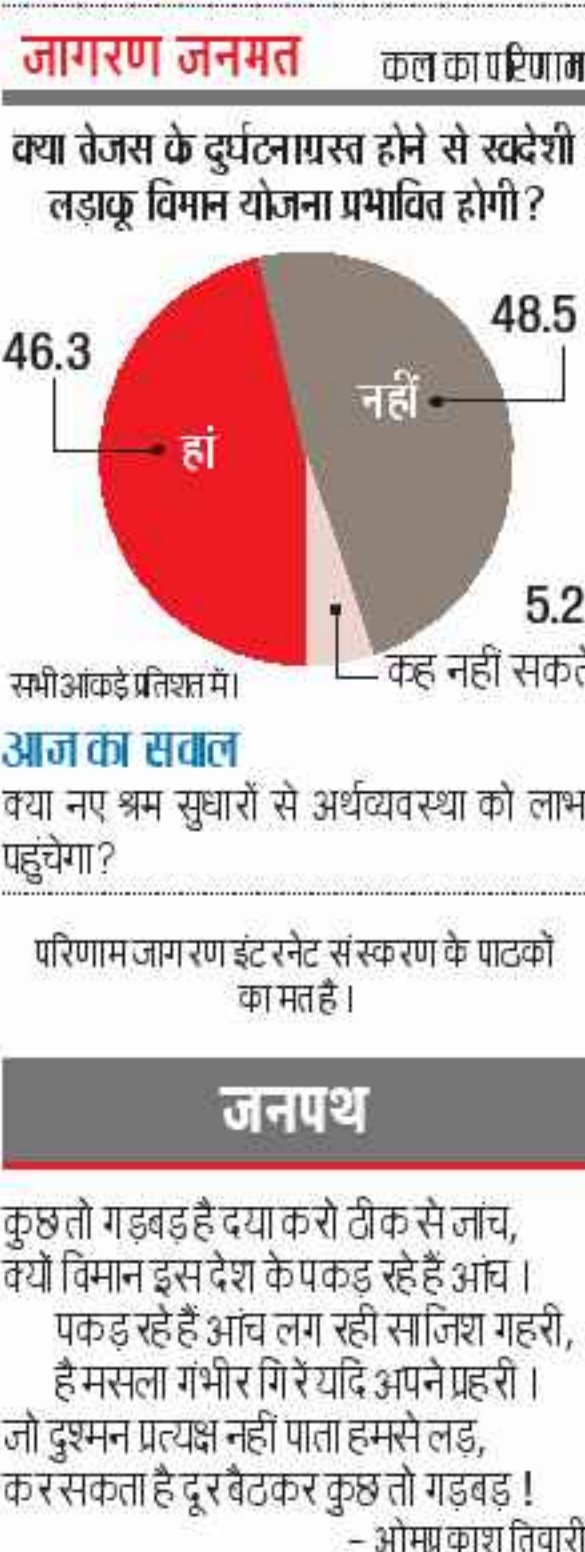 जागरण जनमत
कल का परिणाम
क्या तेजस के दुर्घटनाग्रस्त होने से स्वदेशी
लड़ाकू विमान योजना प्रभावित होगी?
48.5
46.3
नहीं
हां
5.2
कह नहीं सकते
सभी आंकड़े प्रतिशत में।
आज का सवाल
क्या नए श्रम सुधारों से अर्थव्यवस्था को लाभ
पहुंचेगा?
परिणाम जागरण इंटरनेट संस्करण के पाठकों
का मत है।
जनपथ
कुछ तो गड़बड़ है दया करो ठीक से जांच,
क्यों विमान इस देश के पकड़ रहे हैं आंच।
पकड़ रहे हैं आंच लग रही साजिश गहरी,
है मसला गंभीर गिरें यदि अपने प्रहरी।
जो दुश्मन प्रत्यक्ष नहीं पाता हमसे लड़,
कर सकता है दूर बैठकर कुछ तो गड़बड़!
– ओमप्रकाश तिवारी